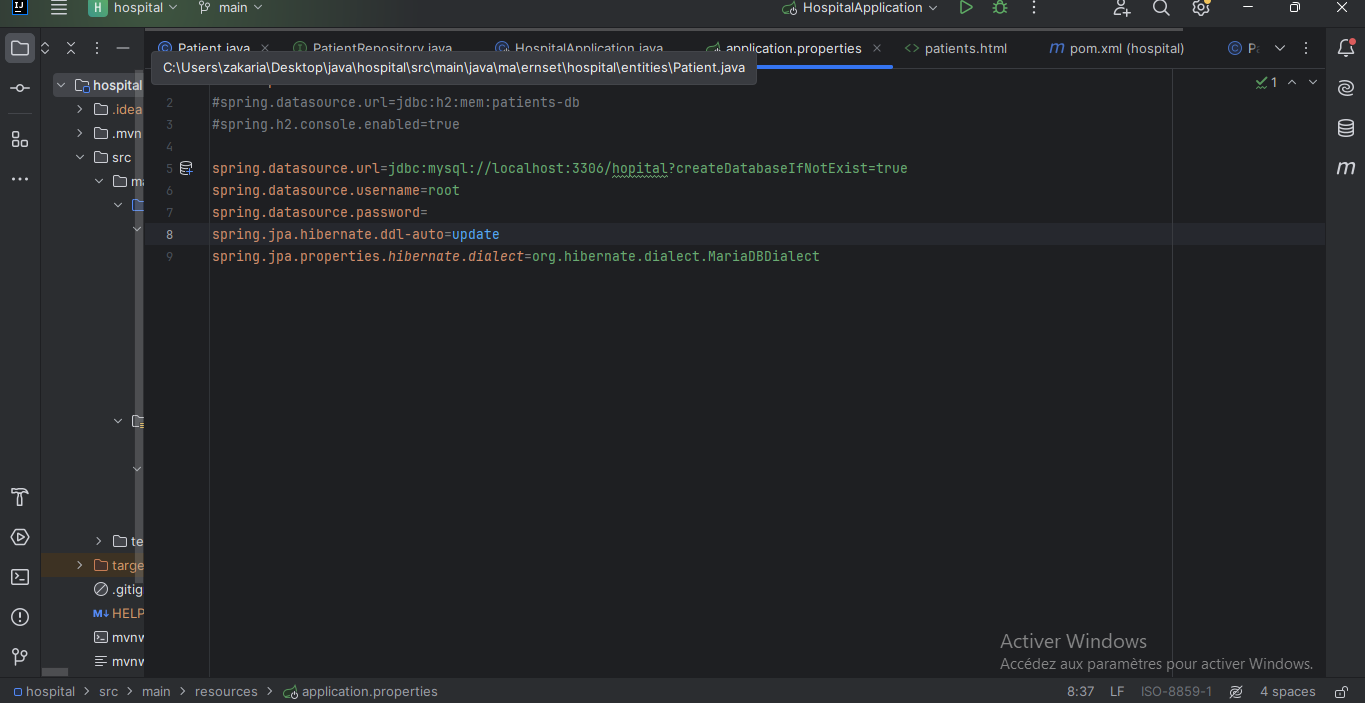 IJ
H hospital main HospitalApplication
Patient.java PatientRepository.java HospitalApplication.java application.properties patients.html pom.xml (hospital)
C:\Users\zakaria\Desktop\java\hospital\src\main\java\ma\ernset\hospital\entities\Patient.java
hospital
.idea
.mvn
src
targe
.gitig
HELP
mvnw
mvnw
1
2 #spring.datasource.url=jdbc:h2:mem:patients-db
3 #spring.h2.console.enabled=true
4
5 spring.datasource.url=jdbc:mysql://localhost:3306/hopital?createDatabaseIfNotExist=true
6 spring.datasource.username=root
7 spring.datasource.password=
8 spring.jpa.hibernate.ddl-auto=update
9 spring.jpa.properties.hibernate.dialect=org.hibernate.dialect.MariaDBDialect
Activer Windows
Accédez aux paramètres pour activer Windows.
hospital > src > main > resources > application.properties
8:37 LF ISO-8859-1 4 spaces